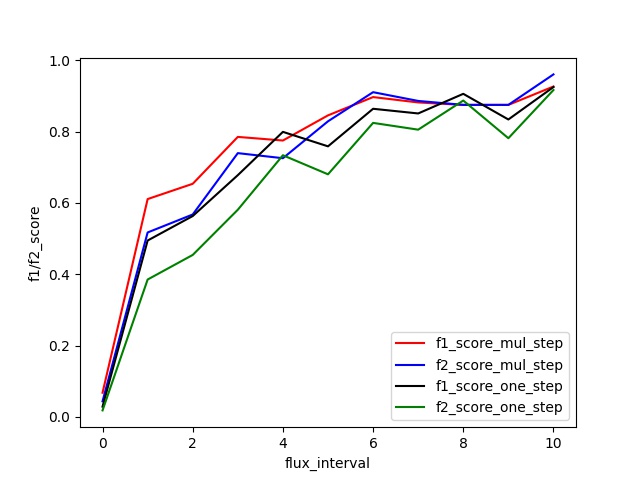 1.0
0.8
0.6
0.4
0.2
0.0
f1/f2_score
0
2
4
6
8
10
flux_interval
f1_score_mul_step
f2_score_mul_step
f1_score_one_step
f2_score_one_step